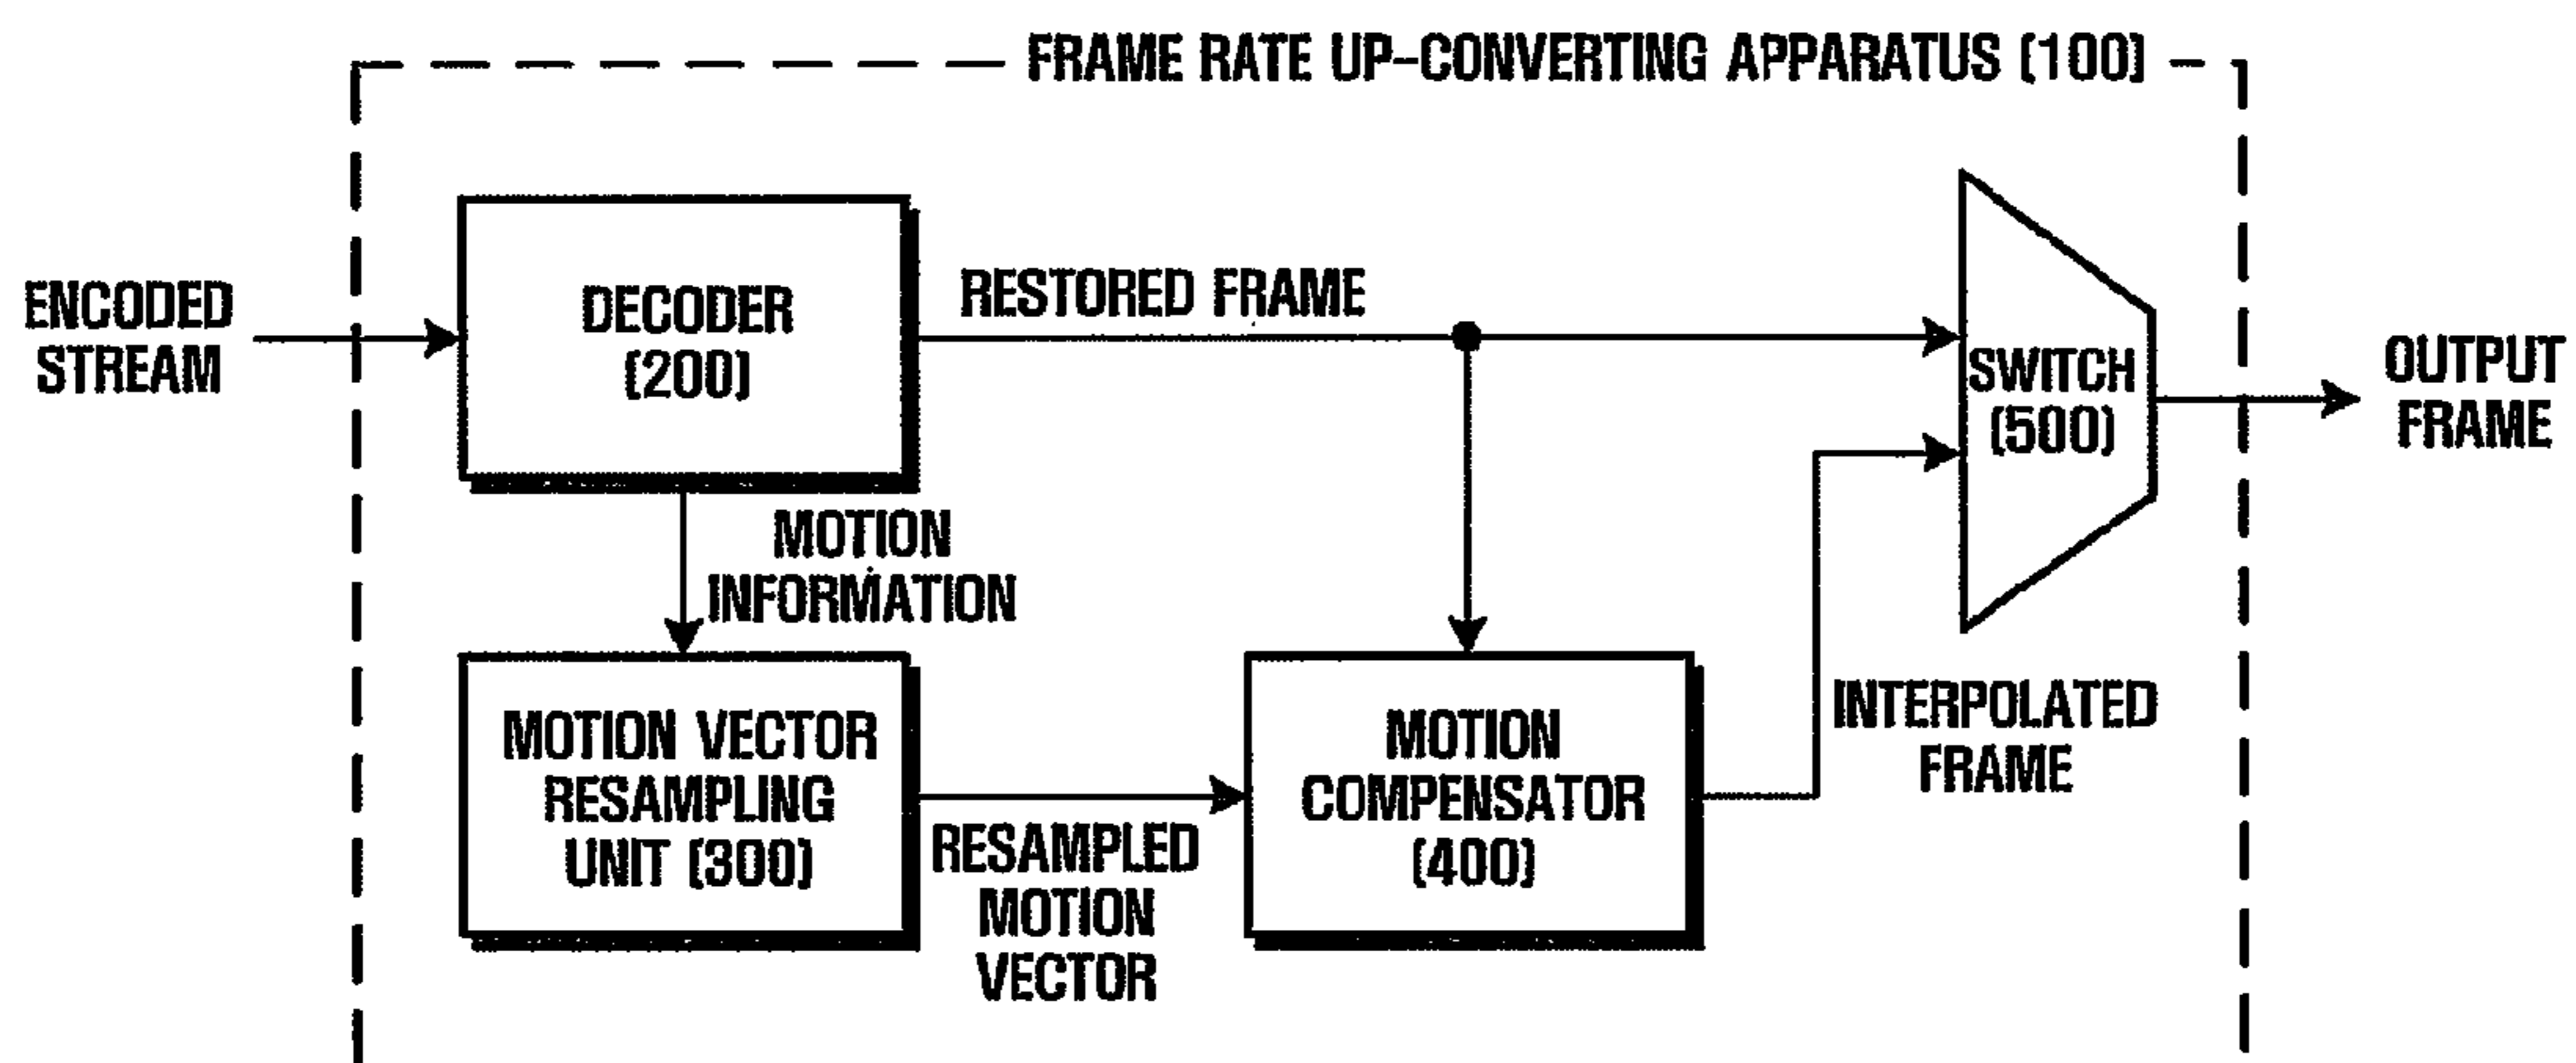 FRAME RATE UP-CONVERTING APPARATUS (100)
ENCODED
STREAM
DECODER
(200)
RESTORED FRAME
SWITCH
(500)
OUTPUT
FRAME
MOTION
INFORMATION
MOTION VECTOR
RESAMPLING
UNIT (300)
RESAMPLED
MOTION
VECTOR
MOTION
COMPENSATOR
(400)
INTERPOLATED
FRAME